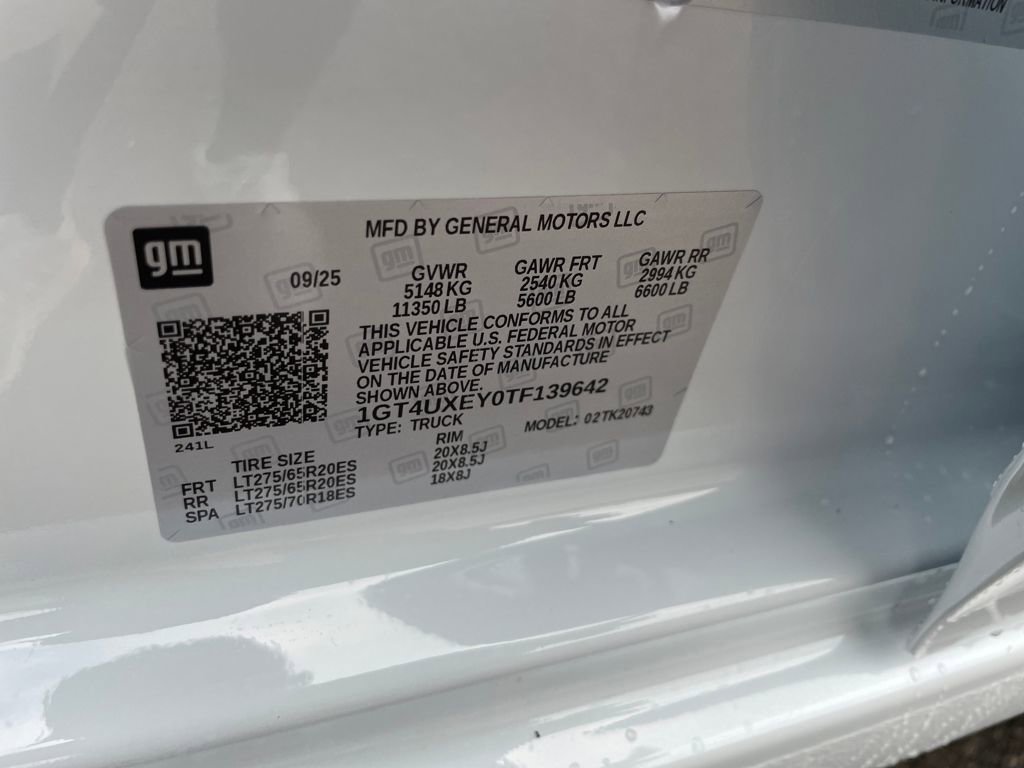 INFORMATION
MFD BY GENERAL MOTORS LLC
gm
09/25
GVWR GAWR FRT GAWR RR
5148 KG 2540 KG 2994 KG
11350 LB 5600 LB 6600 LB
THIS VEHICLE CONFORMS TO ALL
APPLICABLE U.S. FEDERAL MOTOR
VEHICLE SAFETY STANDARDS IN EFFECT
ON THE DATE OF MANUFACTURE
SHOWN ABOVE.
1GT4UXEY0TF139642
TYPE: TRUCK MODEL: 02TK20743
241L
TIRE SIZE RIM
FRT LT275/65R20ES 20X8.5J
RR LT275/65R20ES 20X8.5J
SPA LT275/70R18ES 18X8J